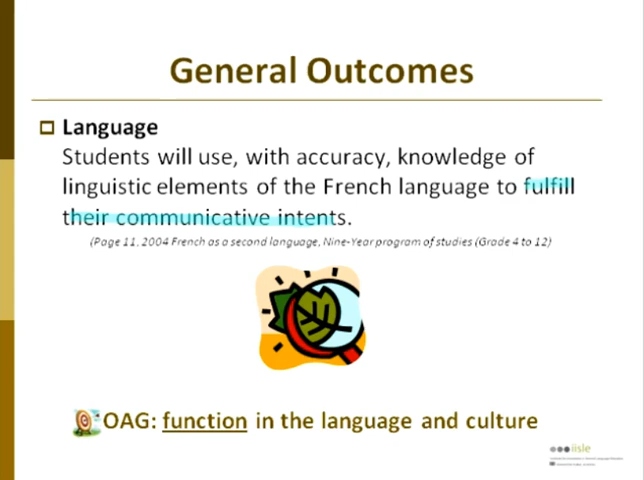 General Outcomes
Language
Students will use, with accuracy, knowledge of
linguistic elements of the French language to fulfill
their communicative intents.
(Page 11, 2004 French as a second language, Nine-Year program of studies (Grade 4 to 12)
OAG: function in the language and culture
iisle